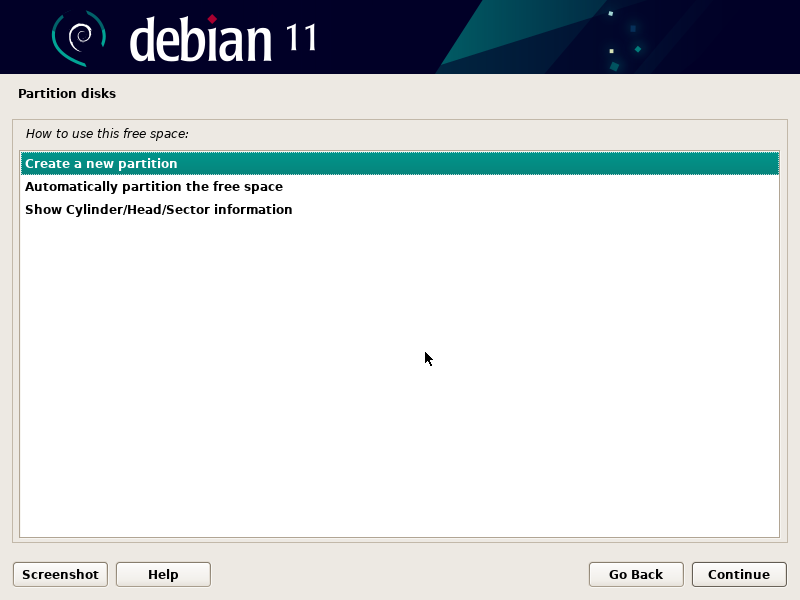 debian 11
Partition disks
How to use this free space:
Create a new partition
Automatically partition the free space
Show Cylinder/Head/Sector information
Screenshot Help Go Back Continue